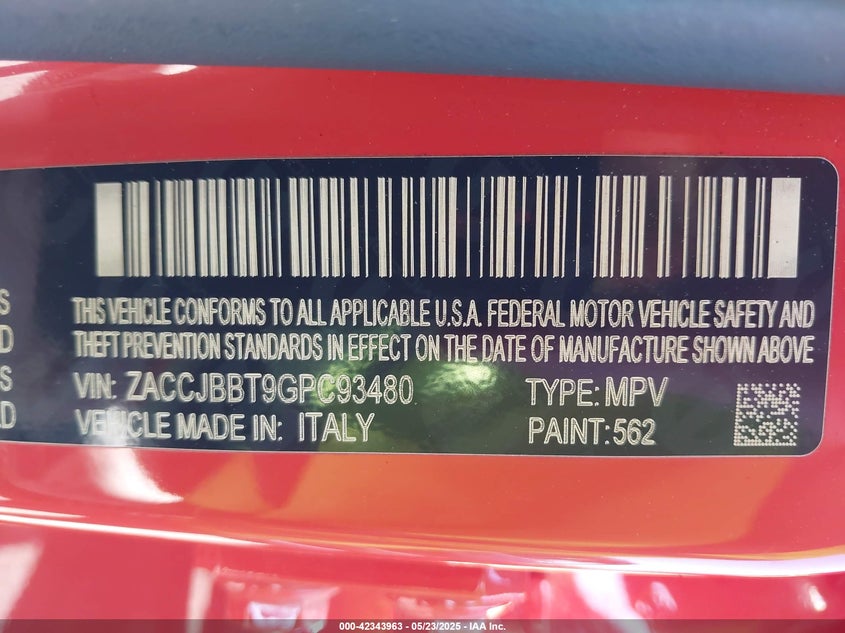 THIS VEHICLE CONFORMS TO ALL APPLICABLE U.S.A. FEDERAL MOTOR VEHICLE SAFETY AND
THEFT PREVENTION STANDARDS IN EFFECT ON THE DATE OF MANUFACTURE SHOWN ABOVE
VIN: ZACCJBBT9GPC93480 TYPE: MPV
VEHICLE MADE IN: ITALY PAINT: 562
000-42343963 - 05/23/2025 - IAA Inc.